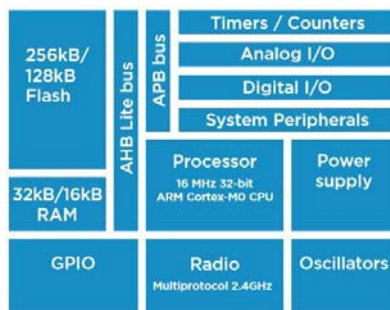 256kB/
128kB
Flash
32kB/16kB
RAM
AHB Lite bus
APB bus
Timers / Counters
Analog I/O
Digital I/O
System Peripherals
Processor
16 MHz 32-bit
ARM Cortex-M0 CPU
Power
supply
GPIO
Radio
Multiprotocol 2.4GHz
Oscillators